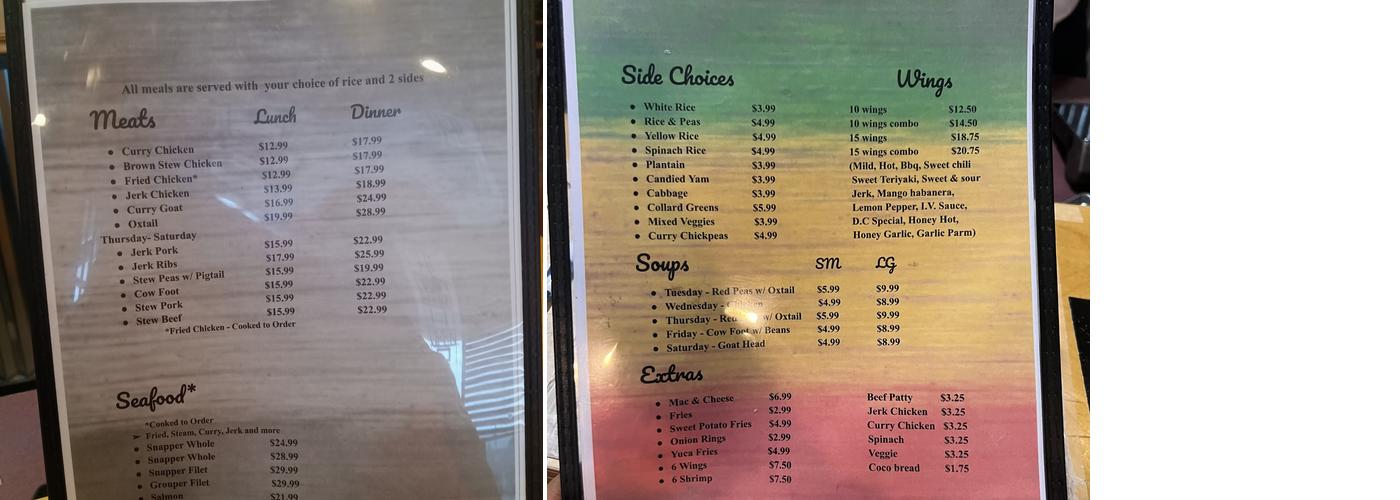 All meals are served with your choice of rice and 2 sides
Meats Lunch Dinner
Curry Chicken $12.99 $17.99
Brown Stew Chicken $12.99 $17.99
Fried Chicken* $12.99 $17.99
Jerk Chicken $13.99 $18.99
Curry Goat $16.99 $24.99
Oxtail $19.99 $28.99
Thursday- Saturday
Jerk Pork $15.99 $22.99
Jerk Ribs $17.99 $25.99
Stew Peas w/ Pigtail $15.99 $19.99
Cow Foot $15.99 $22.99
Stew Pork $15.99 $22.99
Stew Beef $15.99 $22.99
*Fried Chicken - Cooked to Order
Seafood*
*Cooked to Order
Fried, Steam, Curry, Jerk and more
Snapper Whole $24.99
Snapper Whole $28.99
Snapper Filet $29.99
Grouper Filet $29.99
Salmon $21.99
Side Choices
White Rice $3.99
Rice & Peas $4.99
Yellow Rice $4.99
Spinach Rice $4.99
Plantain $3.99
Candied Yam $3.99
Cabbage $3.99
Collard Greens $5.99
Mixed Veggies $3.99
Curry Chickpeas $4.99
Wings
10 wings $12.50
10 wings combo $14.50
15 wings $18.75
15 wings combo $20.75
(Mild, Hot, Bbq, Sweet chili
Sweet Teriyaki, Sweet & sour
Jerk, Mango habanera,
Lemon Pepper, I.V. Sauce,
D.C Special, Honey Hot,
Honey Garlic, Garlic Parm)
Soups SM LG
Tuesday - Red Peas w/ Oxtail $5.99 $9.99
Wednesday - Chicken $4.99 $8.99
Thursday - Red w/ Oxtail $5.99 $9.99
Friday - Cow Foot w/ Beans $4.99 $8.99
Saturday - Goat Head $4.99 $8.99
Extras
Mac & Cheese $6.99
Fries $2.99
Sweet Potato Fries $4.99
Onion Rings $2.99
Yuca Fries $4.99
6 Wings $7.50
6 Shrimp $7.50
Beef Patty $3.25
Jerk Chicken $3.25
Curry Chicken $3.25
Spinach $3.25
Veggie $3.25
Coco bread $1.75